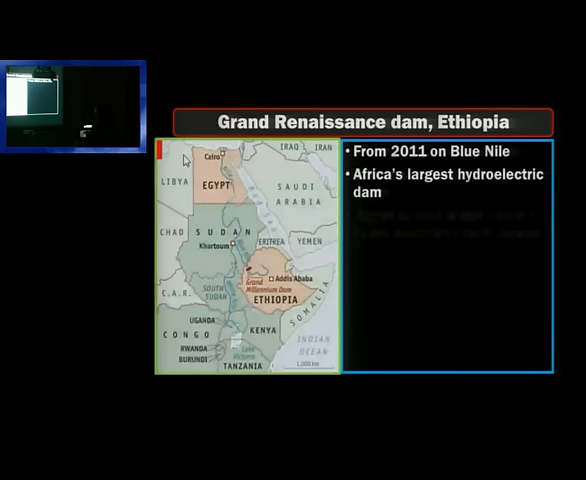 Grand Renaissance dam, Ethiopia
• From 2011 on Blue Nile
• Africa's largest hydroelectric
dam
IRAQ
IRAN
Cairo
LIBYA
EGYPT
SAUDI
ARABIA
CHAD
SUDAN
Khartoum
ERITREA
YEMEN
Addis Ababa
Grand
Millennium Dam
C.A.R.
SOUTH
SUDAN
ETHIOPIA
SOMALIA
UGANDA
CONGO
KENYA
INDIAN
OCEAN
RWANDA
BURUNDI
Lake
Victoria
TANZANIA
1,000 km